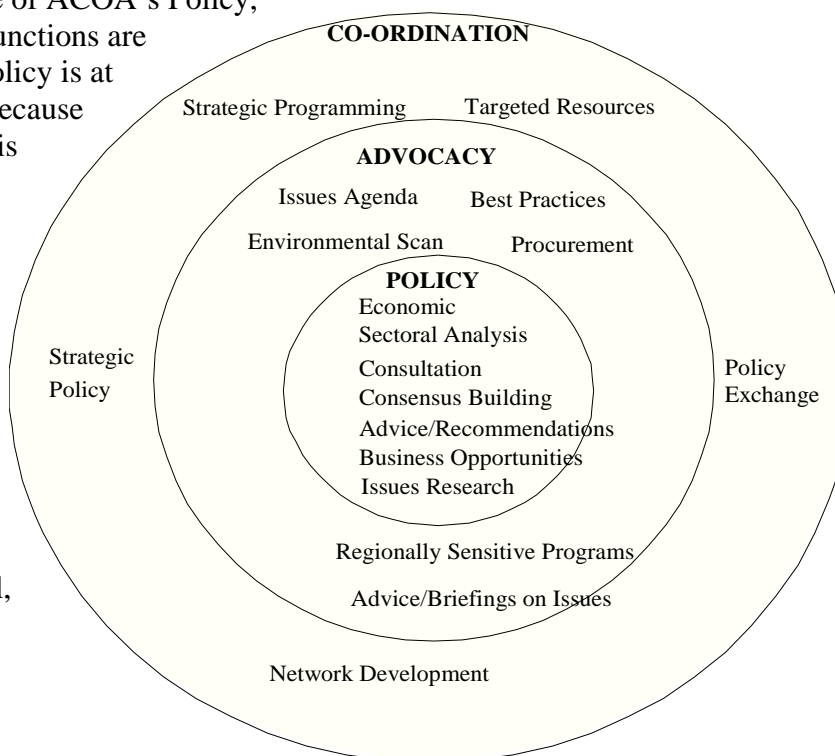 e of ACOA's Policy,
unctions are
olicy is at
ecause
is
l,
CO-ORDINATION
Strategic Programming Targeted Resources
ADVOCACY
Issues Agenda Best Practices
Environmental Scan Procurement
POLICY
Economic
Sectoral Analysis
Consultation
Consensus Building
Advice/Recommendations
Business Opportunities
Issues Research
Strategic
Policy
Policy
Exchange
Regionally Sensitive Programs
Advice/Briefings on Issues
Network Development